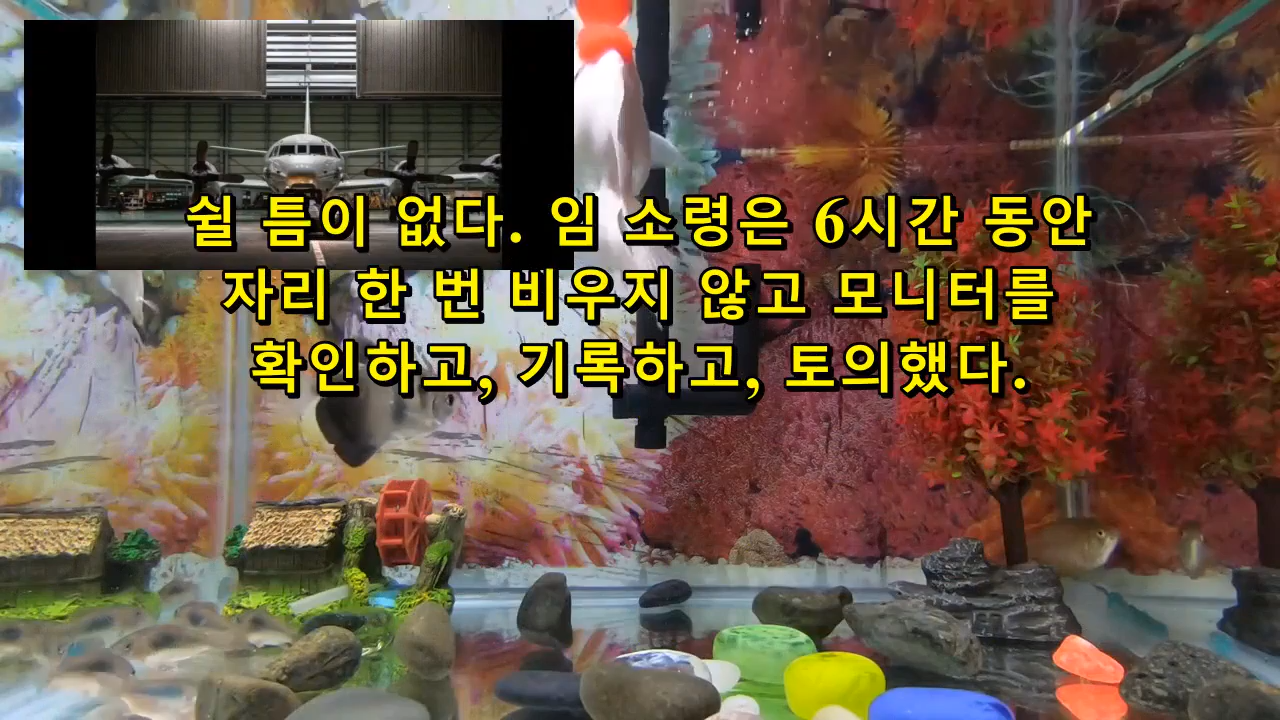 쉴 틈이 없다. 임 소령은 6시간 동안
자리 한 번 비우지 않고 모니터를
확인하고, 기록하고, 토의했다.